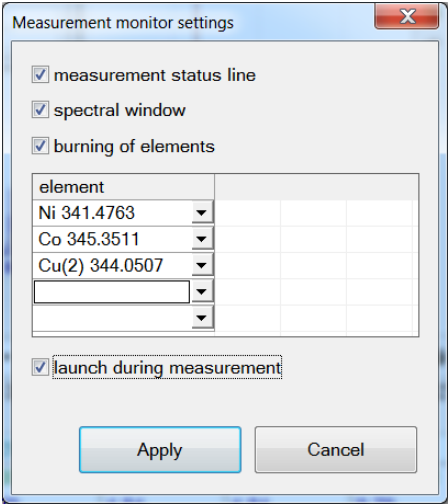 Measurement monitor settings
measurement status line
spectral window
burning of elements
element
Ni 341.4763
Co 345.3511
Cu(2) 344.0507
launch during measurement
Apply
Cancel